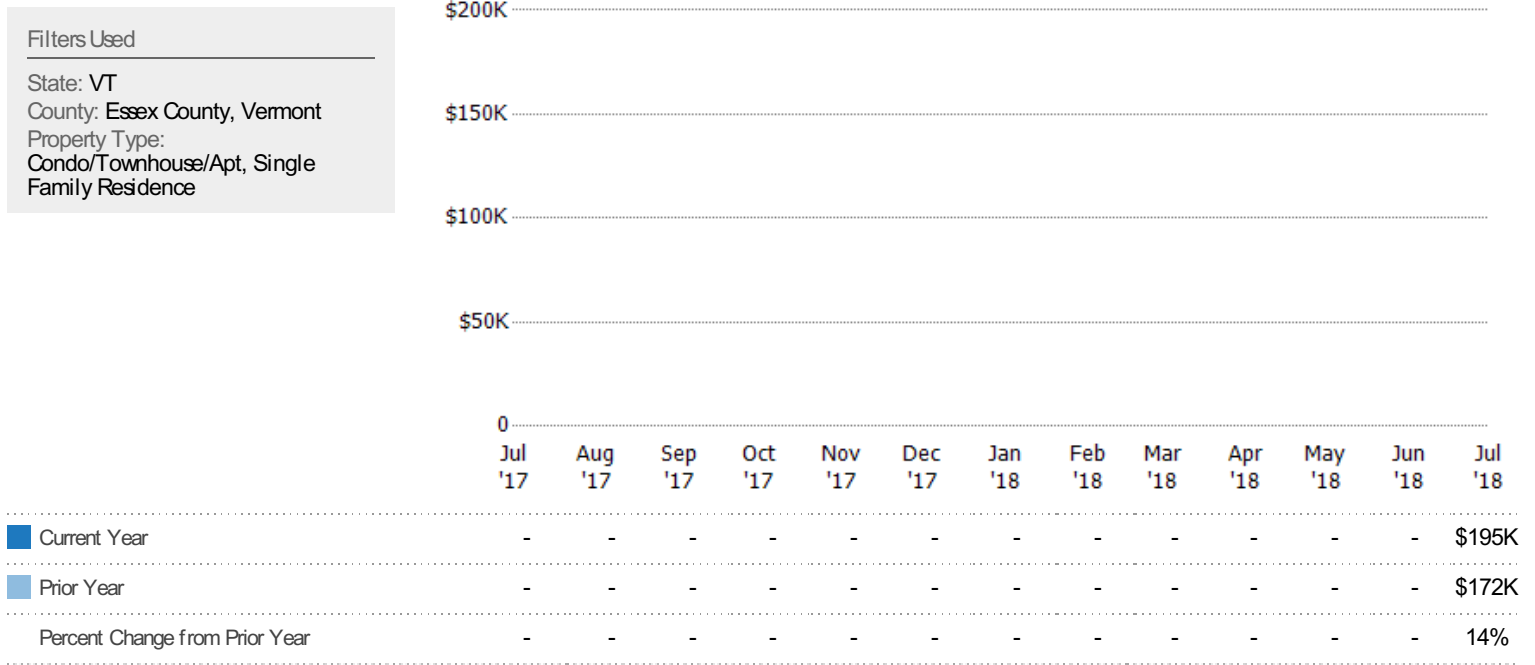 Filters Used
State: VT
County: Essex County, Vermont
Property Type:
Condo/Townhouse/Apt, Single
Family Residence
$200K
$150K
$100K
$50K
0
Jul Aug Sep Oct Nov Dec Jan Feb Mar Apr May Jun Jul
'17 '17 '17 '17 '17 '17 '18 '18 '18 '18 '18 '18 '18
Current Year - - - - - - - - - - - - $195K
Prior Year - - - - - - - - - - - - $172K
Percent Change from Prior Year - - - - - - - - - - - - 14%